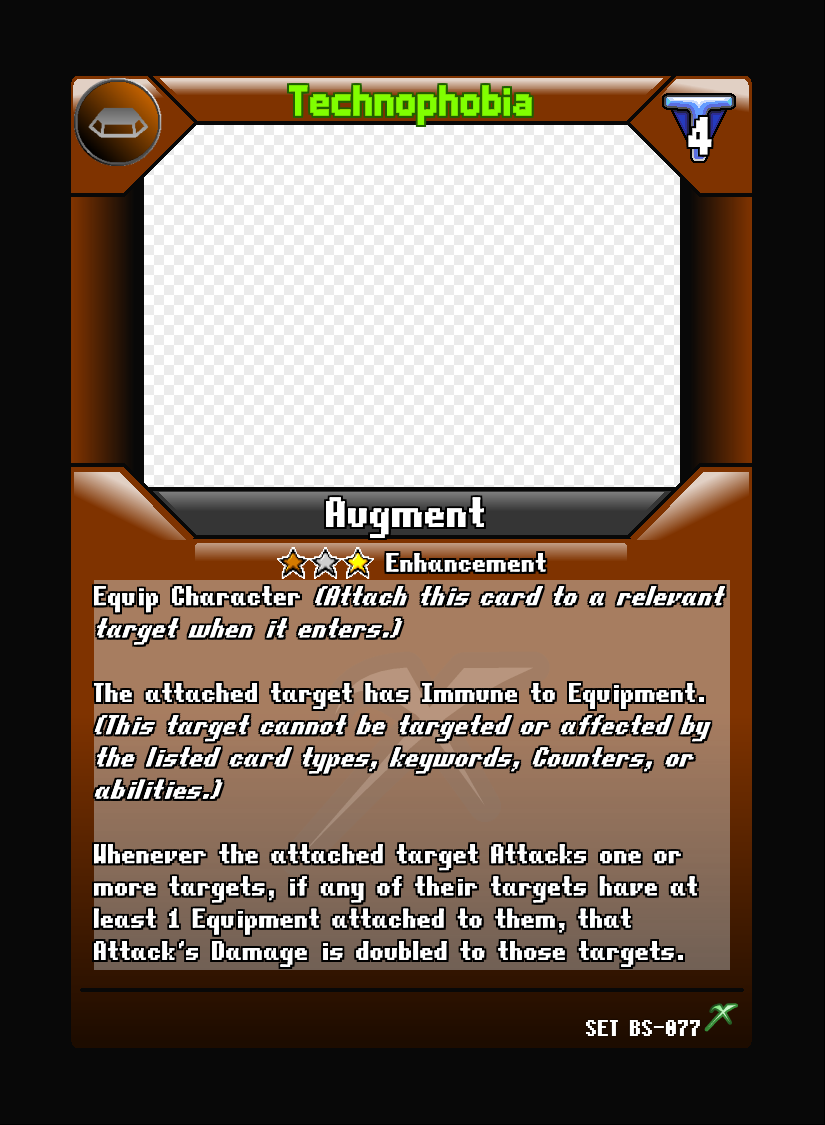 Technophobia
4
Augment
Enhancement
Equip Character (Attach this card to a relevant
target when it enters.)
The attached target has Immune to Equipment.
(This target cannot be targeted or affected by
the listed card types, keywords, Counters, or
abilities.)
Whenever the attached target Attacks one or
more targets, if any of their targets have at
least 1 Equipment attached to them, that
Attack's Damage is doubled to those targets.
SET BS-077